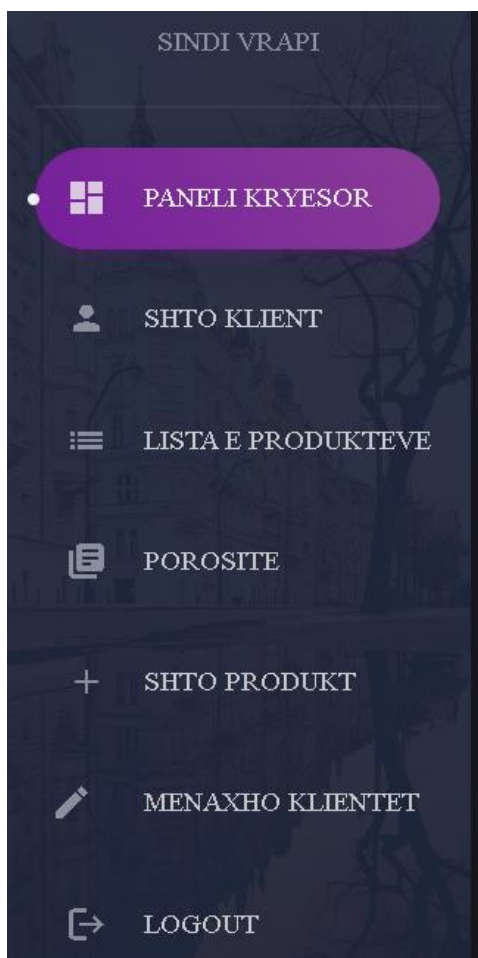 SINDI VRAPI
PANELI KRYESOR
SHTO KLIENT
LISTA E PRODUKTEVE
POROSITE
SHTO PRODUKT
MENAXHO KLIENTET
LOGOUT